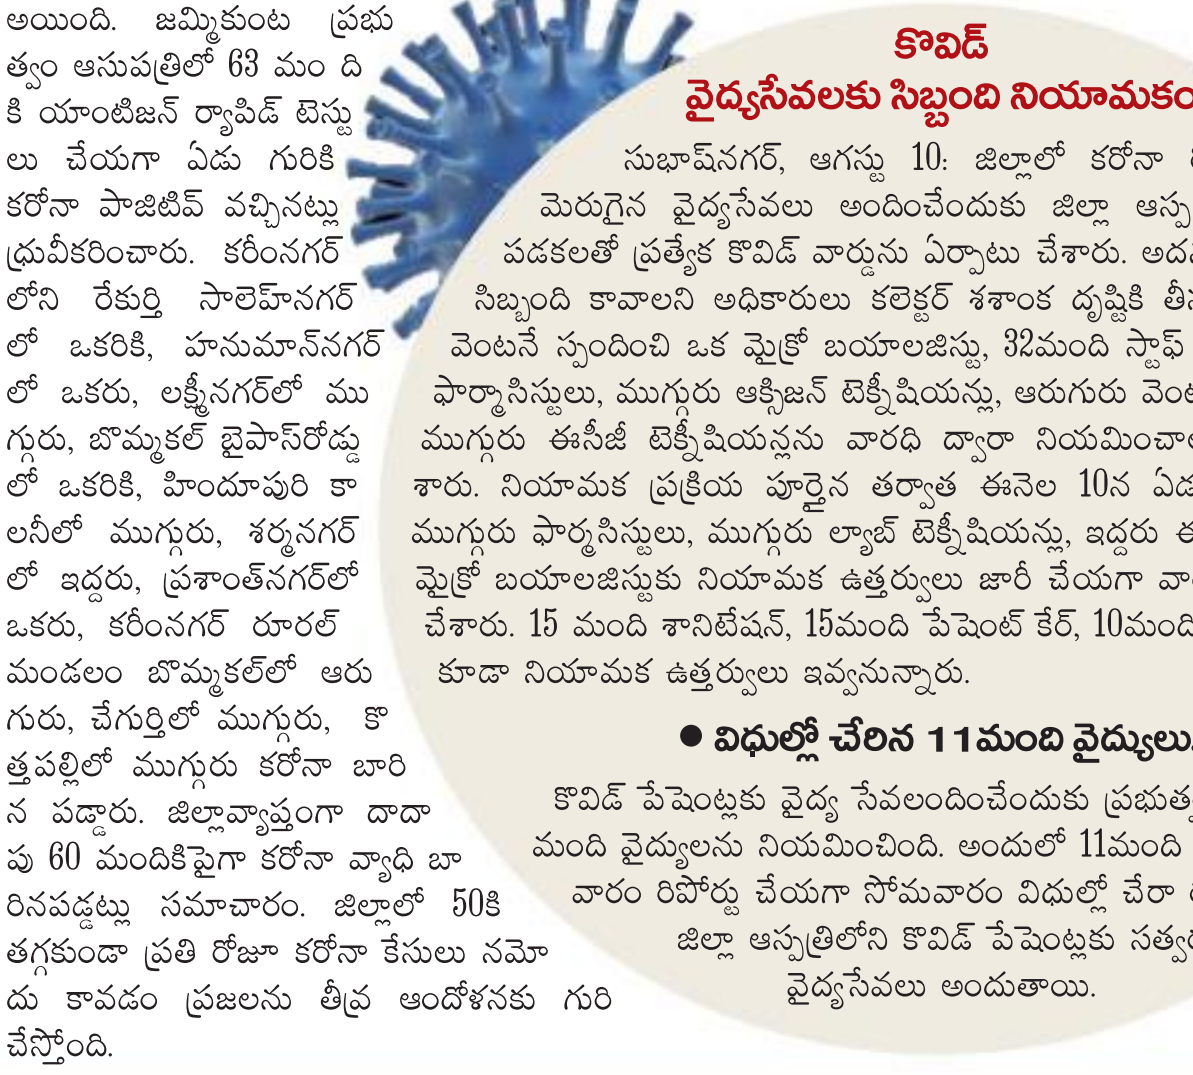 అయింది. జమ్మికుంట ప్రభు
త్వం ఆసుపత్రిలో 63 మం ది
కి యాంటిజన్ ర్యాపిడ్ టెస్టు
లు చేయగా ఏడు గురికి
కరోనా పాజిటివ్ వచ్చినట్లు
ధ్రువీకరించారు. కరీంనగర్
లోని రేకుర్తి సాలెహ్‌నగర్
లో ఒకరికి, హనుమాన్‌నగర్
లో ఒకరు, లక్ష్మీనగర్‌లో ము
గ్గురు, బొమ్మకల్ బైపాస్‌రోడ్డు
లో ఒకరికి, హిందూపురి కా
లనీలో ముగ్గురు, శర్మనగర్
లో ఇద్దరు, ప్రశాంత్‌నగర్‌లో
ఒకరు, కరీంనగర్ రూరల్
మండలం బొమ్మకల్‌లో ఆరు
గురు, చేగుర్తిలో ముగ్గురు, కొ
త్తపల్లిలో ముగ్గురు కరోనా బారి
న పడ్డారు. జిల్లావ్యాప్తంగా దాదా
పు 60 మందికిపైగా కరోనా వ్యాధి బా
రినపడ్డట్లు సమాచారం. జిల్లాలో 50కి
తగ్గకుండా ప్రతి రోజూ కరోనా కేసులు నమో
దు కావడం ప్రజలను తీవ్ర ఆందోళనకు గురి
చేస్తోంది.
కొవిడ్
వైద్యసేవలకు సిబ్బంది నియామకం
సుభాష్‌నగర్, ఆగస్టు 10: జిల్లాలో కరోనా
మెరుగైన వైద్యసేవలు అందించేందుకు జిల్లా ఆస్ప
పడకలతో ప్రత్యేక కొవిడ్ వార్డును ఏర్పాటు చేశారు. అద
సిబ్బంది కావాలని అధికారులు కలెక్టర్ శశాంక దృష్టికి తీ
వెంటనే స్పందించి ఒక మైక్రో బయాలజిస్టు, 32మంది స్టాఫ్
ఫార్మాసిస్టులు, ముగ్గురు ఆక్సిజన్ టెక్నీషియన్లు, ఆరుగురు వెంట
ముగ్గురు ఈసీజీ టెక్నీషియన్లను వారధి ద్వారా నియమించాల
శారు. నియామక ప్రక్రియ పూర్తైన తర్వాత ఈనెల 10న ఏడ
ముగ్గురు ఫార్మసిస్టులు, ముగ్గురు ల్యాబ్ టెక్నీషియన్లు, ఇద్దరు ఈ
మైక్రో బయాలజిస్టుకు నియామక ఉత్తర్వులు జారీ చేయగా వా
చేశారు. 15 మంది శానిటేషన్, 15మంది పేషెంట్ కేర్, 10మంది
కూడా నియామక ఉత్తర్వులు ఇవ్వనున్నారు.
● విధుల్లో చేరిన 11మంది వైద్యులు
కొవిడ్ పేషెంట్లకు వైద్య సేవలందించేందుకు ప్రభుత్వ
మంది వైద్యులను నియమించింది. అందులో 11మంది
వారం రిపోర్టు చేయగా సోమవారం విధుల్లో చేరా
జిల్లా ఆస్పత్రిలోని కొవిడ్ పేషెంట్లకు సత్వర
వైద్యసేవలు అందుతాయి.